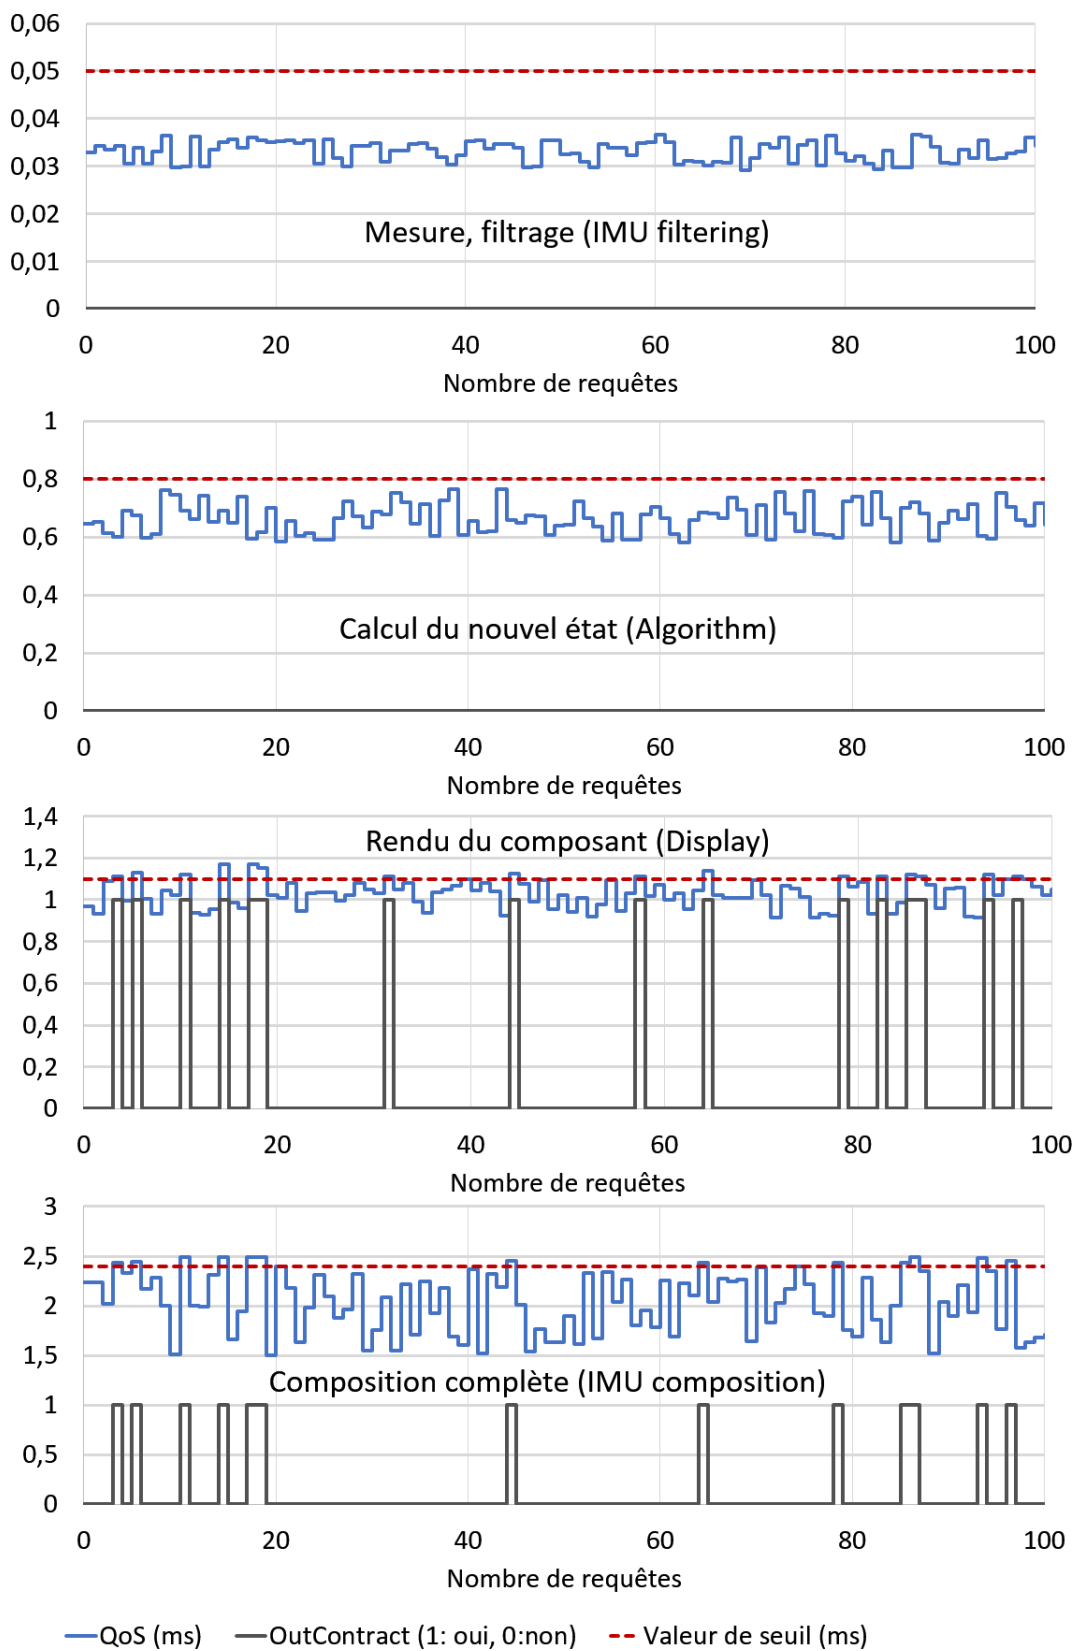 0,06
0,05
0,04
0,03
0,02
0,01
0
Mesure, filtrage (IMU filtering)
0 20 40 60 80 100
Nombre de requêtes
1
0,8
0,6
0,4
0,2
0
Calcul du nouvel état (Algorithm)
0 20 40 60 80 100
Nombre de requêtes
1,4
1,2
1
0,8
0,6
0,4
0,2
0
Rendu du composant (Display)
0 20 40 60 80 100
Nombre de requêtes
3
2,5
2
1,5
1
0,5
0
Composition complète (IMU composition)
0 20 40 60 80 100
Nombre de requêtes
QoS (ms) OutContract (1: oui, 0:non) Valeur de seuil (ms)